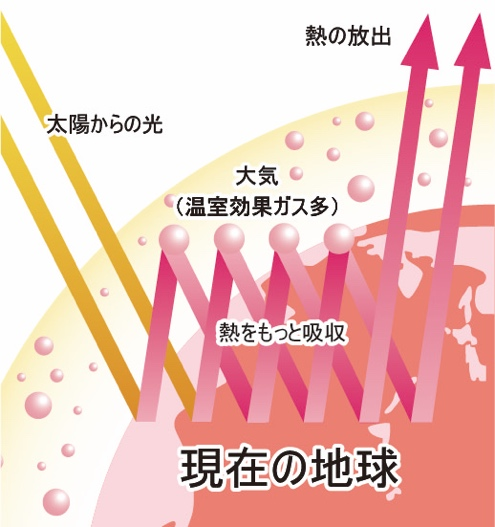 熱の放出
太陽からの光
大気
（温室効果ガス多）
熱をもっと吸収
現在の地球